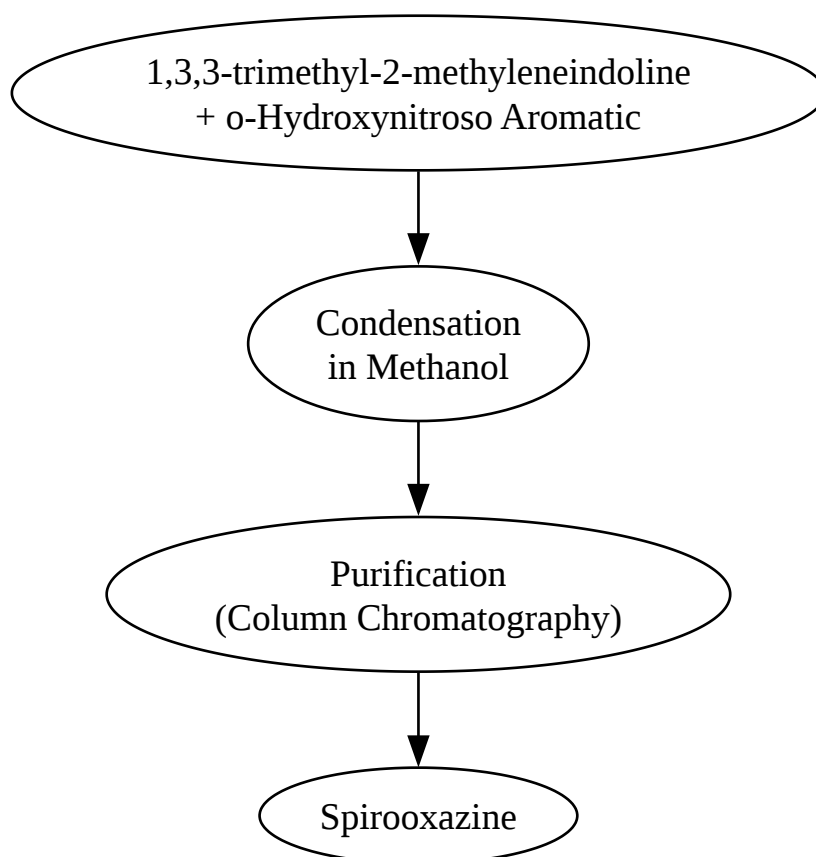 1,3,3-trimethyl-2-methyleneindoline
+ o-Hydroxynitroso Aromatic
Condensation
in Methanol
Purification
(Column Chromatography)
Spirooxazine